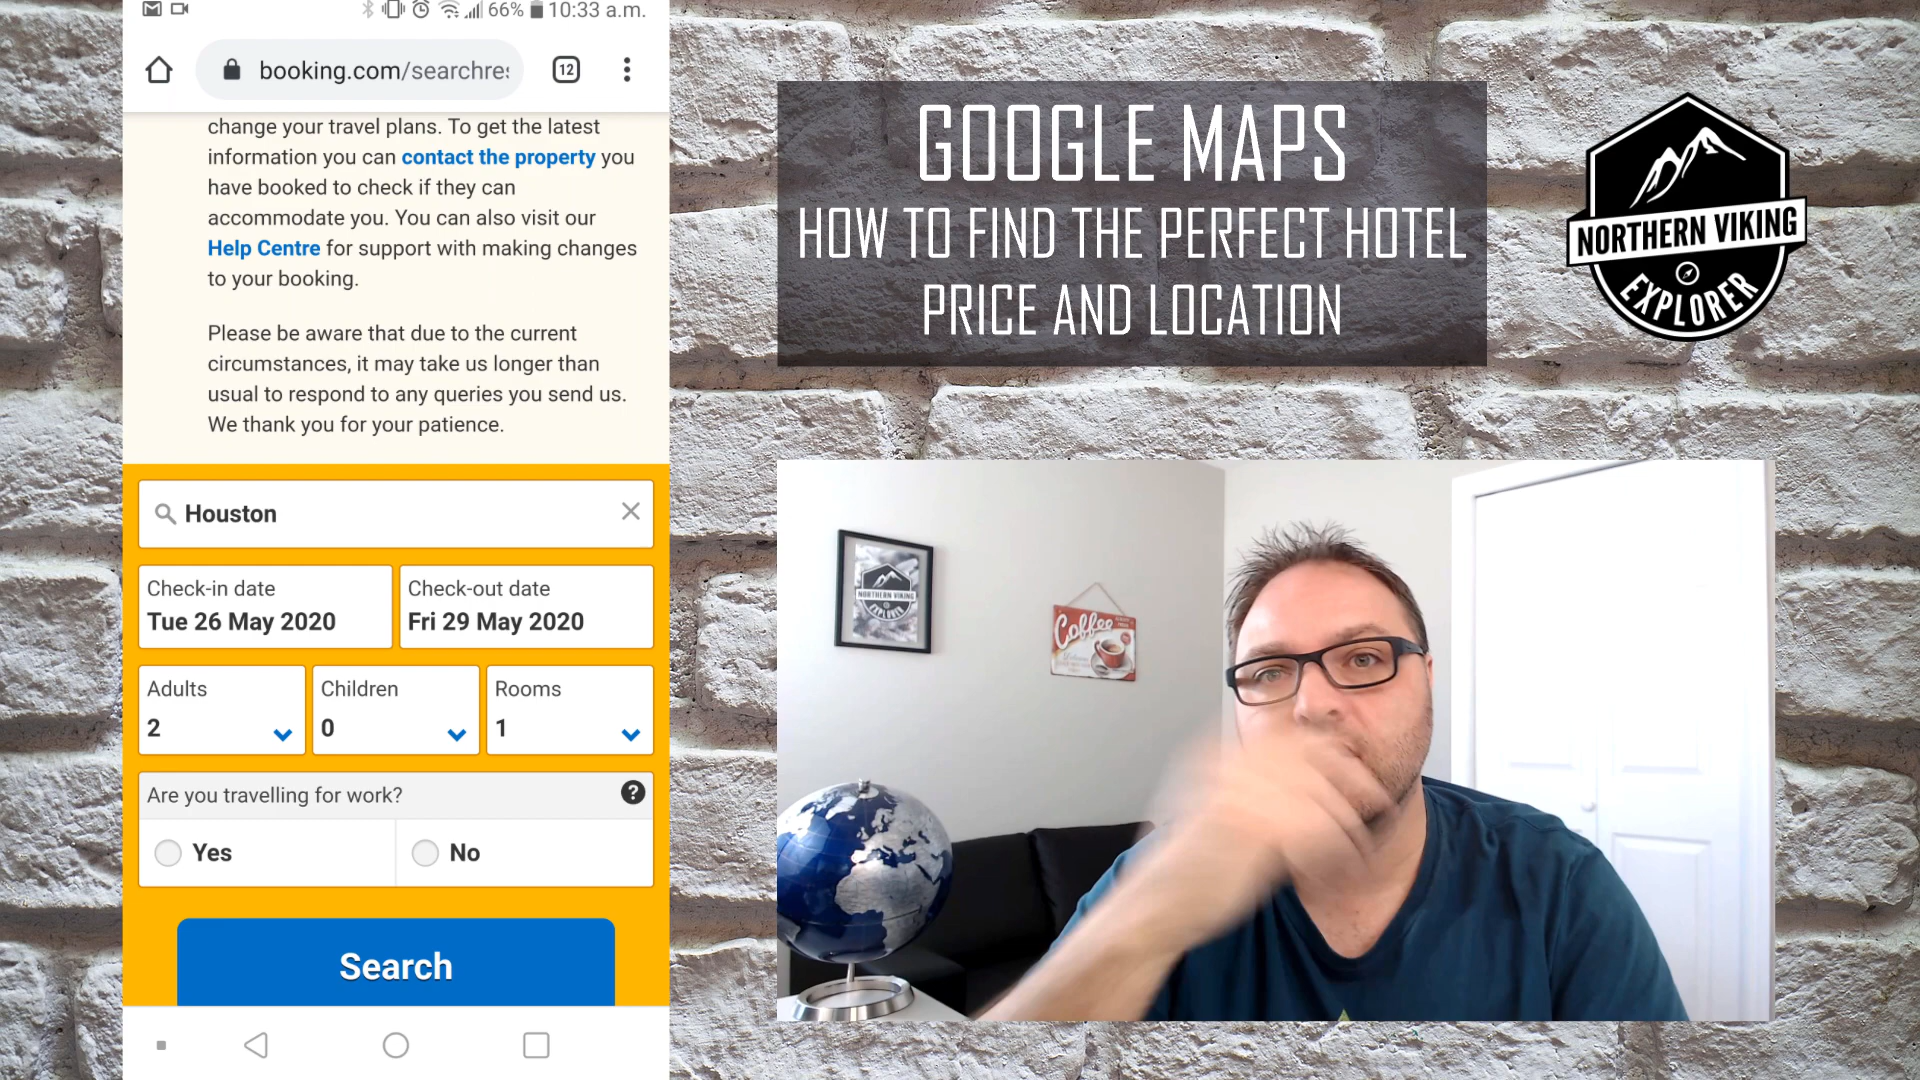 66% 10:33 a.m.
booking.com/searchres
12
change your travel plans. To get the latest
information you can contact the property you
have booked to check if they can
accommodate you. You can also visit our
Help Centre for support with making changes
to your booking.
Please be aware that due to the current
circumstances, it may take us longer than
usual to respond to any queries you send us.
We thank you for your patience.
Houston
Check-in date
Tue 26 May 2020
Check-out date
Fri 29 May 2020
Adults
2
Children
0
Rooms
1
Are you travelling for work?
?
Yes
No
Search
GOOGLE MAPS
HOW TO FIND THE PERFECT HOTEL
PRICE AND LOCATION
NORTHERN VIKING
EXPLORER
NORTHERN VIKING
EXPLORER
Coffee